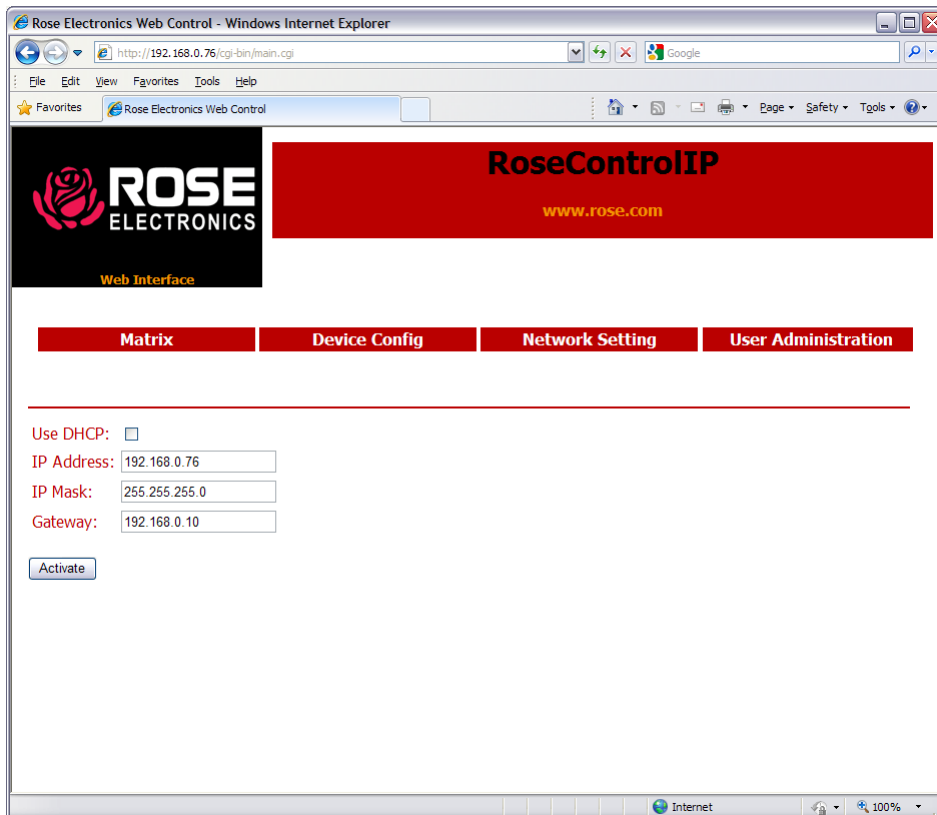 Rose Electronics Web Control - Windows Internet Explorer
http://192.168.0.76/cgi-bin/main.cgi
Google
File Edit View Favorites Tools Help
Favorites
Rose Electronics Web Control
Page Safety Tools
ROSE
ELECTRONICS
Web Interface
RoseControlIP
www.rose.com
Matrix
Device Config
Network Setting
User Administration
Use DHCP:
IP Address: 192.168.0.76
IP Mask: 255.255.255.0
Gateway: 192.168.0.10
Activate
Internet
100%